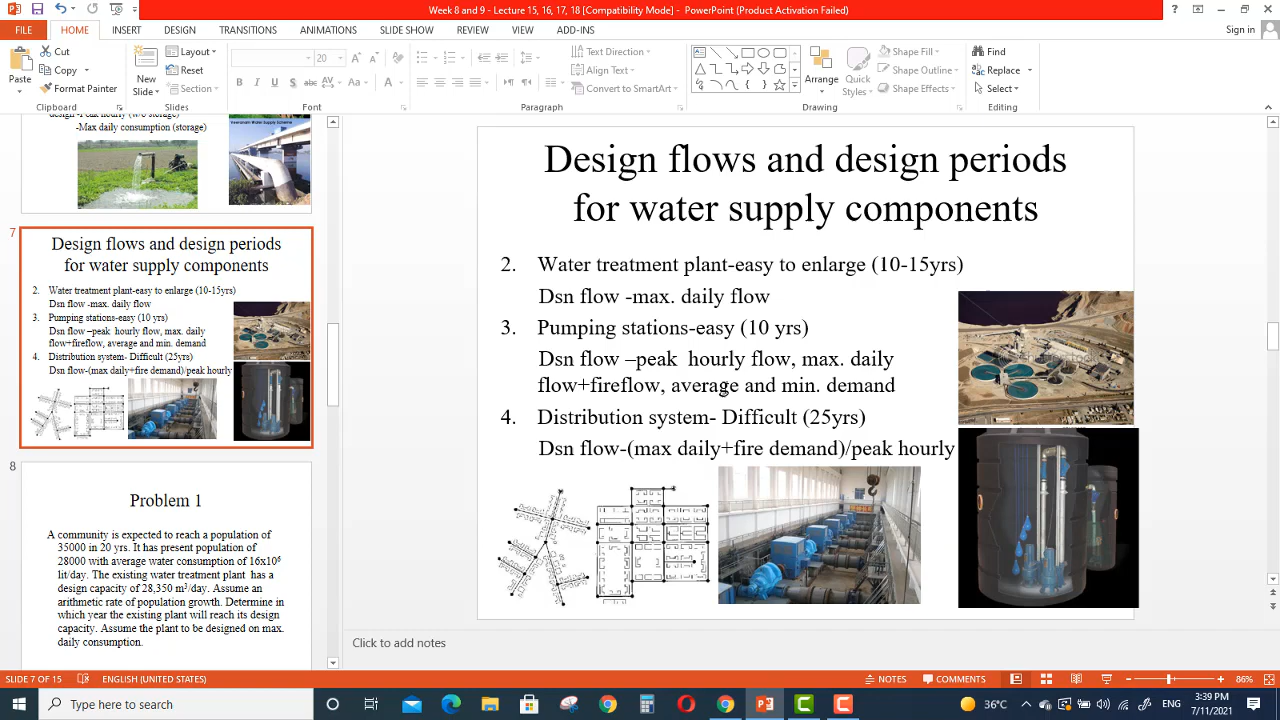 Week 8 and 9 - Lecture 15, 16, 17, 18 [Compatibility Mode] - PowerPoint (Product Activation Failed)
FILE HOME INSERT DESIGN TRANSITIONS ANIMATIONS SLIDE SHOW REVIEW VIEW ADD-INS Sign in
Paste
Cut
Copy
Format Painter
Clipboard
New
Slide
Layout
Reset
Section
Slides
20
Font
Text Direction
Align Text
Convert to SmartArt
Paragraph
Arrange
Quick
Styles
Shape Fill
Shape Outline
Shape Effects
Drawing
Find
Replace
Select
Editing
design -Peak hourly (w/o storage)
-Max daily consumption (storage)
Veeranam Water Supply Scheme
7
Design flows and design periods
for water supply components
2. Water treatment plant-easy to enlarge (10-15yrs)
Dsn flow -max. daily flow
3. Pumping stations-easy (10 yrs)
Dsn flow –peak hourly flow, max. daily
flow+fireflow, average and min. demand
4. Distribution system- Difficult (25yrs)
Dsn flow-(max daily+fire demand)/peak hourly
8
Problem 1
A community is expected to reach a population of
35000 in 20 yrs. It has present population of
28000 with average water consumption of 16x10⁶
lit/day. The existing water treatment plant has a
design capacity of 28,350 m³/day. Assume an
arithmetic rate of population growth. Determine in
which year the existing plant will reach its design
capacity. Assume the plant to be designed on max.
daily consumption.
Design flows and design periods
for water supply components
2. Water treatment plant-easy to enlarge (10-15yrs)
Dsn flow -max. daily flow
3. Pumping stations-easy (10 yrs)
Dsn flow –peak hourly flow, max. daily
flow+fireflow, average and min. demand
4. Distribution system- Difficult (25yrs)
Dsn flow-(max daily+fire demand)/peak hourly
Click to add notes
SLIDE 7 OF 15 ENGLISH (UNITED STATES) NOTES COMMENTS 86%
Type here to search
36°C
ENG
3:39 PM
7/11/2021